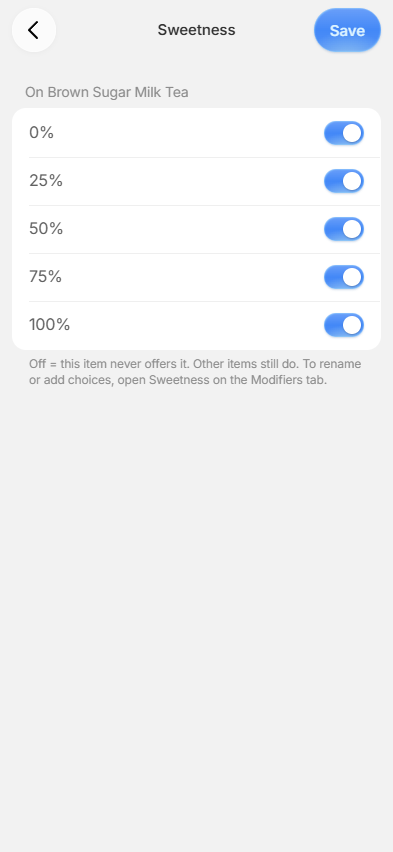 Sweetness
Save
On Brown Sugar Milk Tea
0%
25%
50%
75%
100%
Off = this item never offers it. Other items still do. To rename
or add choices, open Sweetness on the Modifiers tab.